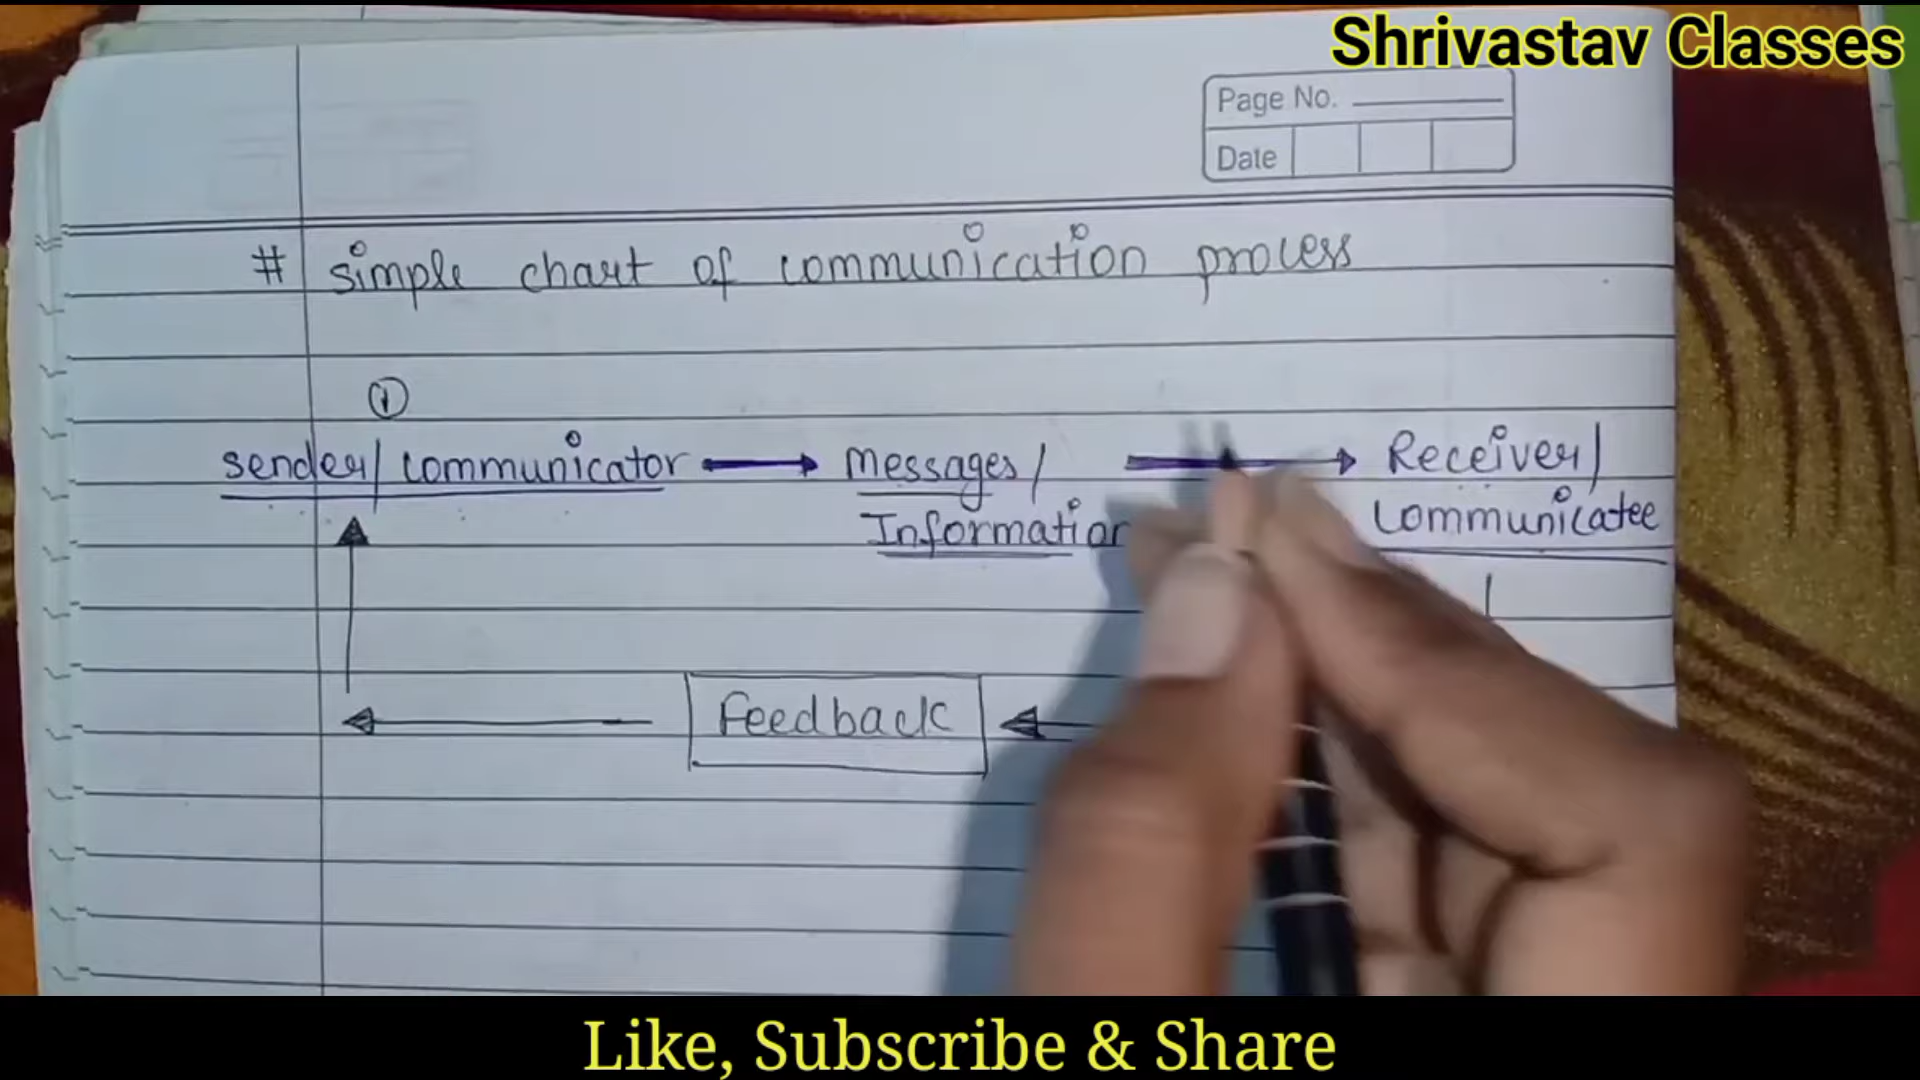 Shrivastav Classes
Page No.
Date
# simple chart of communication process
①
sender/communicator → Messages/ → Receiver/
Information Communicatee
Feedback
Like, Subscribe & Share